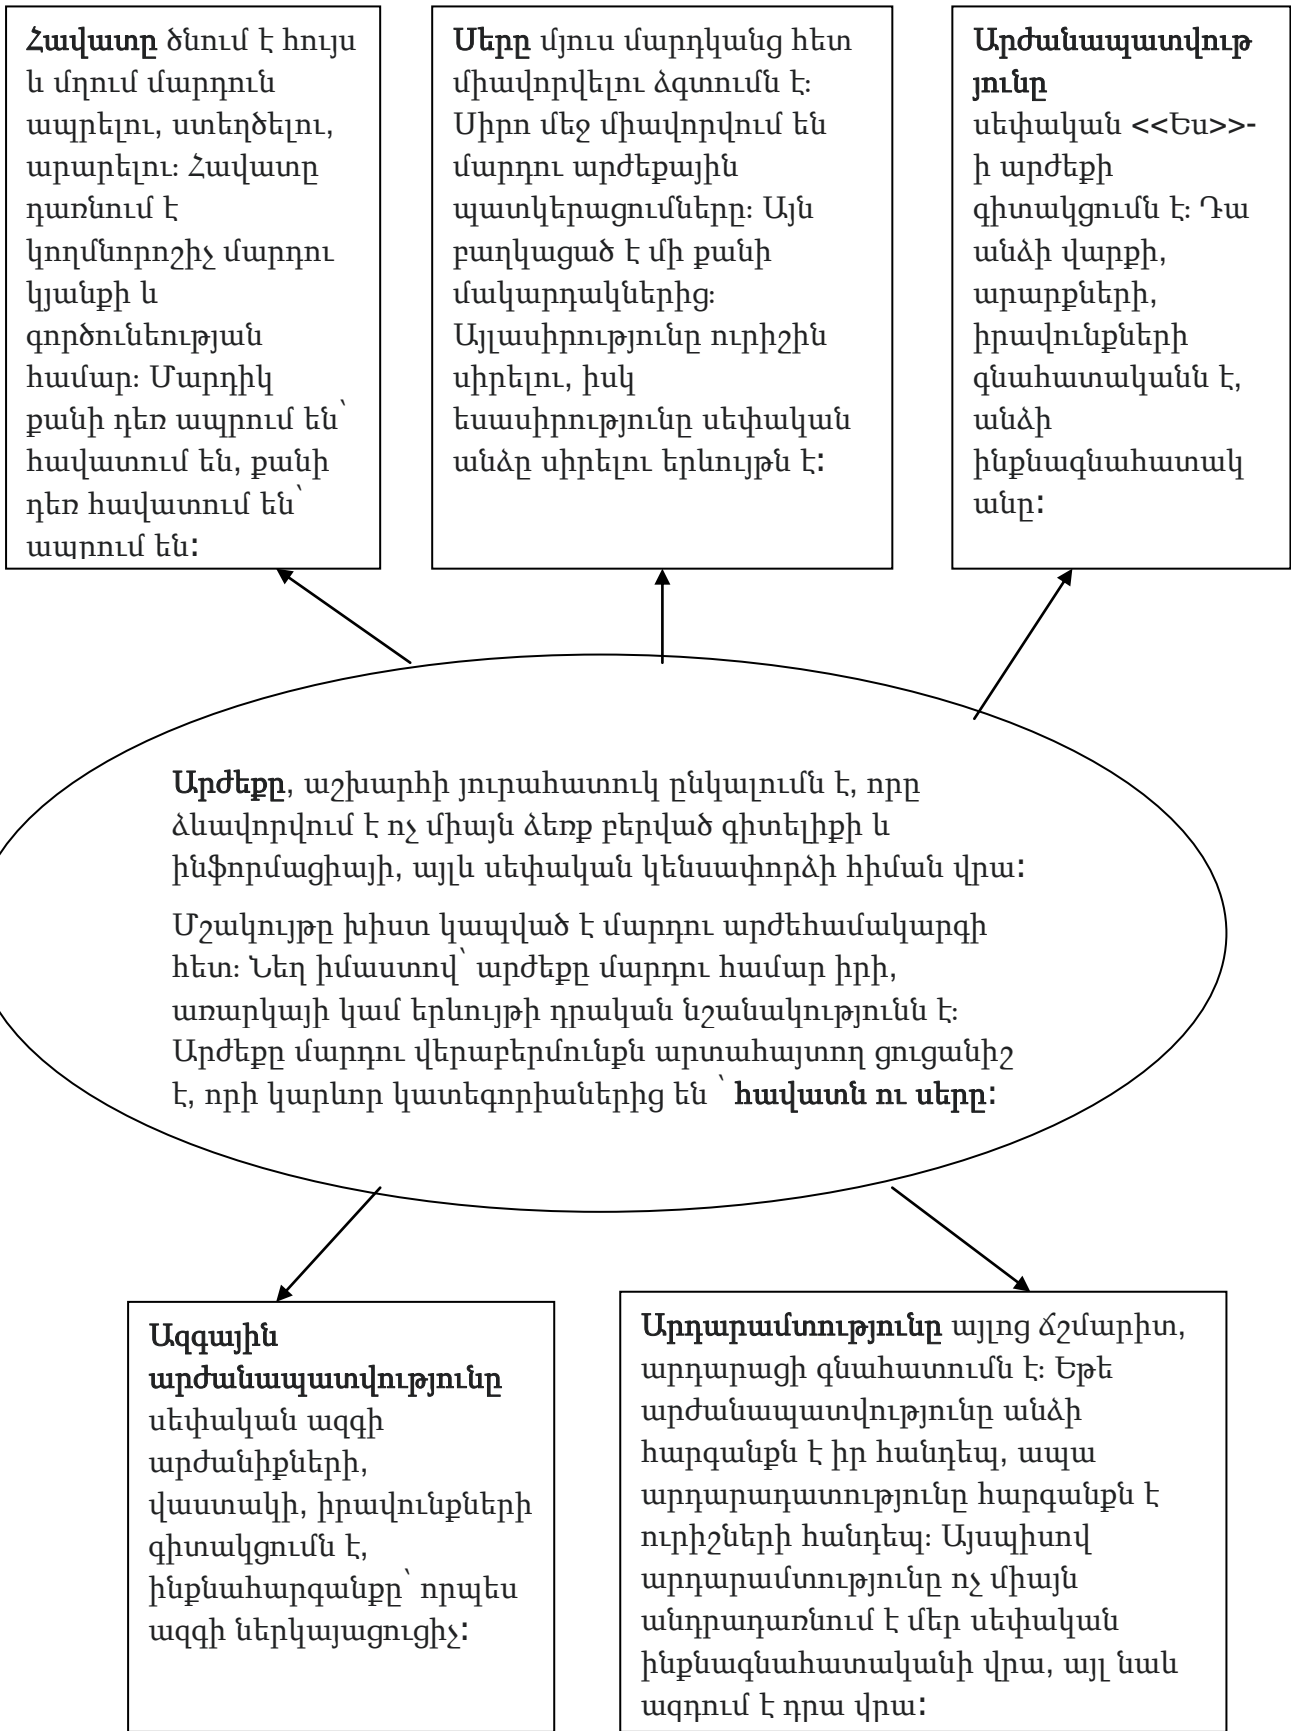 Հավատը ծնում է հույս
և մղում մարդուն
ապրելու, ստեղծելու,
արարելու։ Հավատը
դառնում է
կողմնորոշիչ մարդու
կյանքի և
գործունեության
համար։ Մարդիկ
քանի դեռ ապրում են՝
հավատում են, քանի
դեռ հավատում են՝
ապրում են:
Սերը մյուս մարդկանց հետ
միավորվելու ձգտումն է։
Սիրո մեջ միավորվում են
մարդու արժեքային
պատկերացումները։ Այն
բաղկացած է մի քանի
մակարդակներից։
Այլասիրությունը ուրիշին
սիրելու, իսկ
եսասիրությունը սեփական
անձը սիրելու երևույթն է:
Արժանապատվութ
յունը
սեփական <<Ես>>-
ի արժեքի
գիտակցումն է։ Դա
անձի վարքի,
արարքների,
իրավունքների
գնահատականն է,
անձի
ինքնագնահատակ
անը:
Արժեքը, աշխարհի յուրահատուկ ընկալումն է, որը
ձևավորվում է ոչ միայն ձեռք բերված գիտելիքի և
ինֆորմացիայի, այլև սեփական կենսափորձի հիման վրա:
Մշակույթը խիստ կապված է մարդու արժեհամակարգի
հետ։ Նեղ իմաստով՝ արժեքը մարդու համար իրի,
առարկայի կամ երևույթի դրական նշանակությունն է։
Արժեքը մարդու վերաբերմունքն արտահայտող ցուցանիշ
է, որի կարևոր կատեգորիաներից են ՝ հավատն ու սերը:
Ազգային
արժանապատվությունը
սեփական ազգի
արժանիքների,
վաստակի, իրավունքների
գիտակցումն է,
ինքնահարգանքը՝ որպես
ազգի ներկայացուցիչ:
Արդարամտությունը այլոց ճշմարիտ,
արդարացի գնահատումն է։ Եթե
արժանապատվությունը անձի
հարգանքն է իր հանդեպ, ապա
արդարադատությունը հարգանքն է
ուրիշների հանդեպ։ Այսպիսով
արդարամտությունը ոչ միայն
անդրադառնում է մեր սեփական
ինքնագնահատականի վրա, այլ նաև
ազդում է դրա վրա: